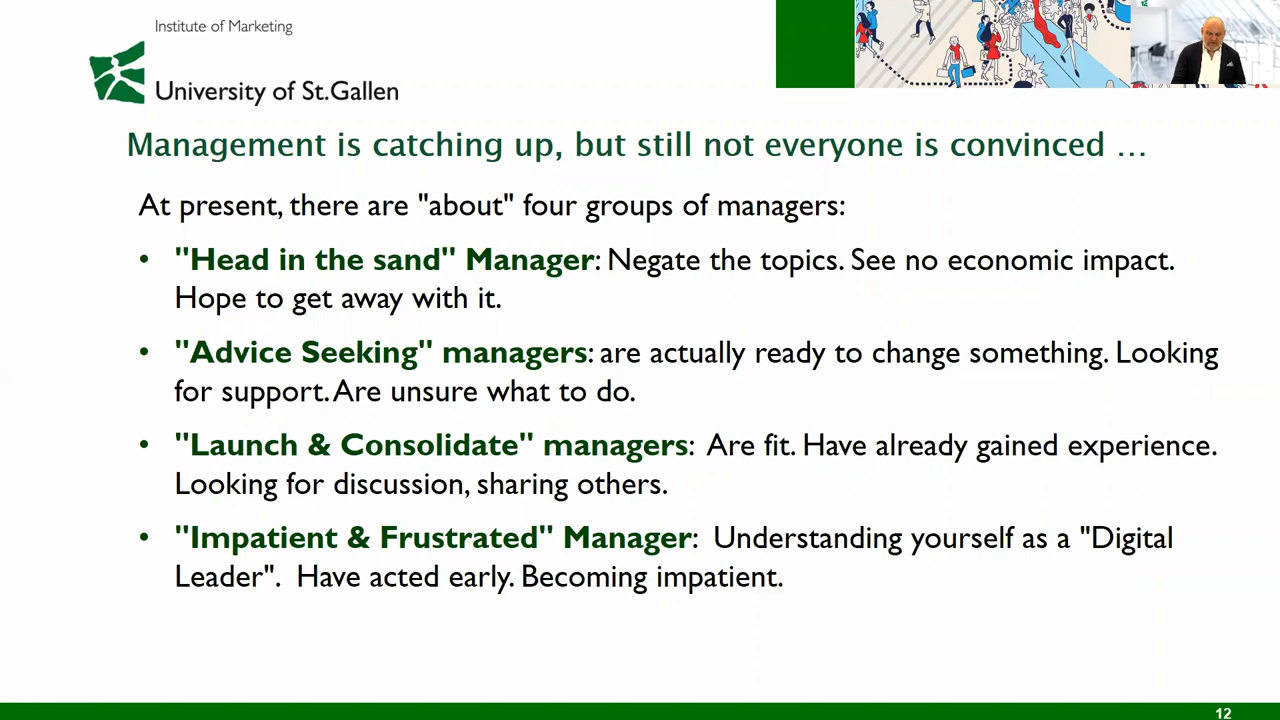 Institute of Marketing
University of St.Gallen
Management is catching up, but still not everyone is convinced …
At present, there are "about" four groups of managers:
• "Head in the sand" Manager: Negate the topics. See no economic impact.
Hope to get away with it.
• "Advice Seeking" managers: are actually ready to change something. Looking
for support. Are unsure what to do.
• "Launch & Consolidate" managers: Are fit. Have already gained experience.
Looking for discussion, sharing others.
• "Impatient & Frustrated" Manager: Understanding yourself as a "Digital
Leader". Have acted early. Becoming impatient.
12